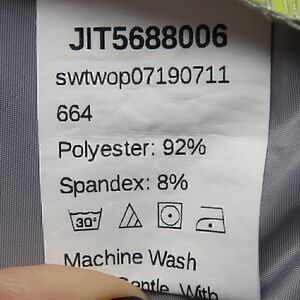 JIT5688006
swtwop07190711
664
Polyester: 92%
Spandex: 8%
30°
Machine Wash
Gentle, With